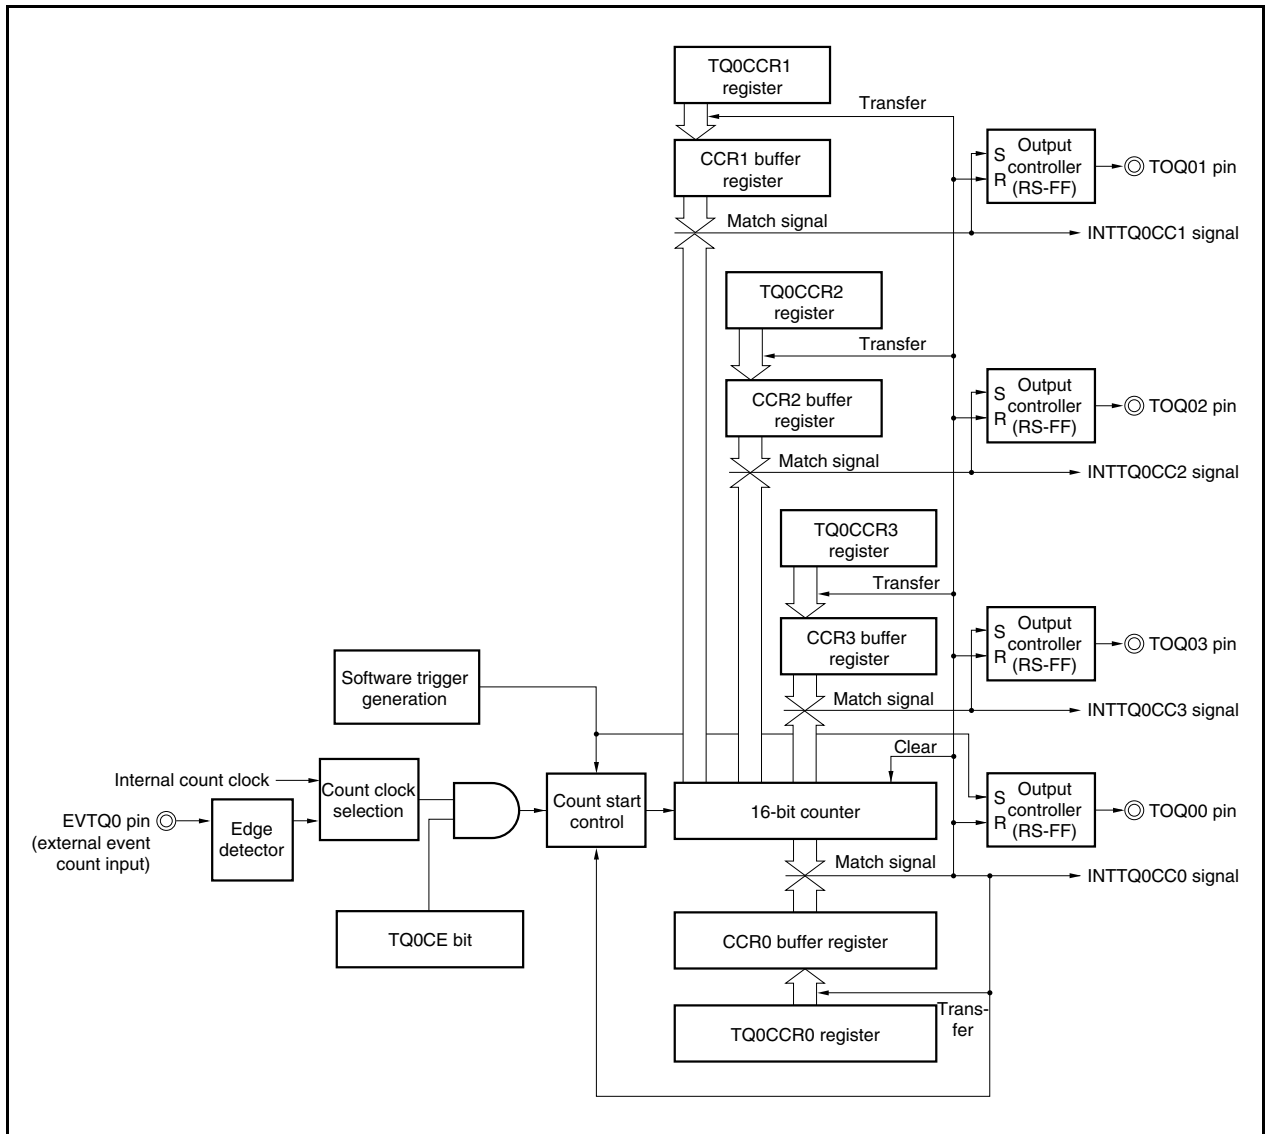 TQ0CCR1
register
Transfer
CCR1 buffer
register
S
R
Output
controller
(RS-FF)
TOQ01 pin
Match signal
INTTQ0CC1 signal
TQ0CCR2
register
Transfer
CCR2 buffer
register
S
R
Output
controller
(RS-FF)
TOQ02 pin
Match signal
INTTQ0CC2 signal
TQ0CCR3
register
Transfer
CCR3 buffer
register
S
R
Output
controller
(RS-FF)
TOQ03 pin
Match signal
INTTQ0CC3 signal
Software trigger
generation
Clear
Internal count clock
Count clock
selection
EVTQ0 pin
(external event
count input)
Edge
detector
Count start
control
16-bit counter
S
R
Output
controller
(RS-FF)
TOQ00 pin
Match signal
INTTQ0CC0 signal
TQ0CE bit
CCR0 buffer register
Trans-
fer
TQ0CCR0 register